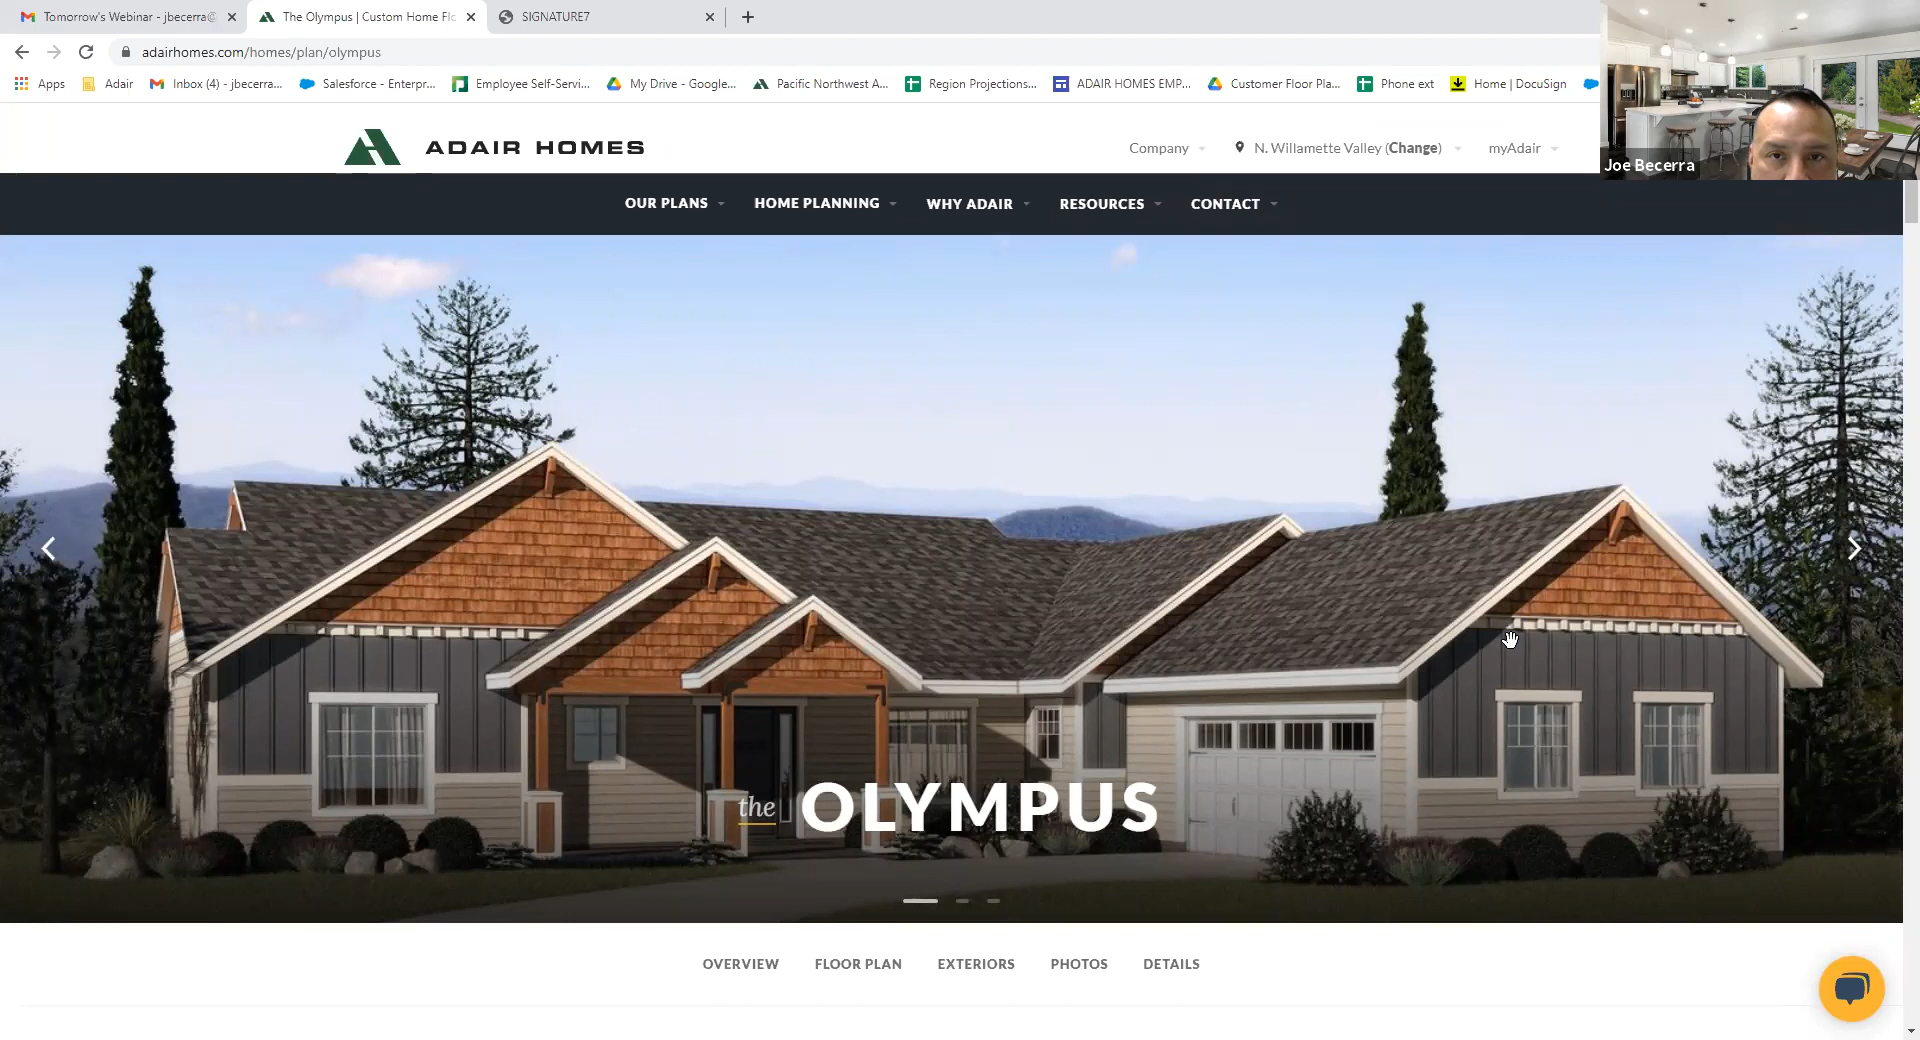 Tomorrow's Webinar - jbecerra@
The Olympus | Custom Home Flo
SIGNATURE7
adairhomes.com/homes/plan/olympus
Apps
Adair
Inbox (4) - jbecerra...
Salesforce - Enterpr...
Employee Self-Servi...
My Drive - Google...
Pacific Northwest A...
Region Projections...
ADAIR HOMES EMP...
Customer Floor Pla...
Phone ext
Home | DocuSign
Joe Becerra
ADAIR HOMES
Company
N. Willamette Valley (Change)
myAdair
OUR PLANS
HOME PLANNING
WHY ADAIR
RESOURCES
CONTACT
the OLYMPUS
OVERVIEW
FLOOR PLAN
EXTERIORS
PHOTOS
DETAILS